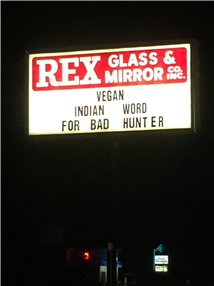 REX GLASS &
MIRROR CO. INC.
VEGAN
INDIAN WORD
FOR BAD HUNTER